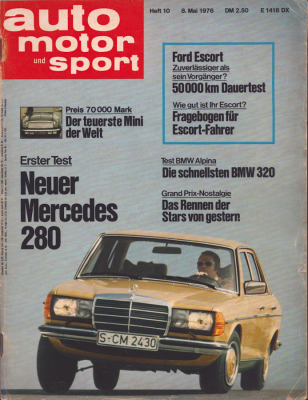 auto
motor
und sport
Heft 10
8. Mai 1976
DM 2.50
E 1418 DX
Ford Escort
Zuverlässiger als
sein Vorgänger?
50000 km Dauertest
Wie gut ist Ihr Escort?
Fragebogen für
Escort-Fahrer
Preis 70 000 Mark
Der teuerste Mini
der Welt
Erster Test
Neuer
Mercedes
280
Test BMW Alpina
Die schnellsten BMW 320
Grand Prix-Nostalgie
Das Rennen der
Stars von gestern
S-CM 2430